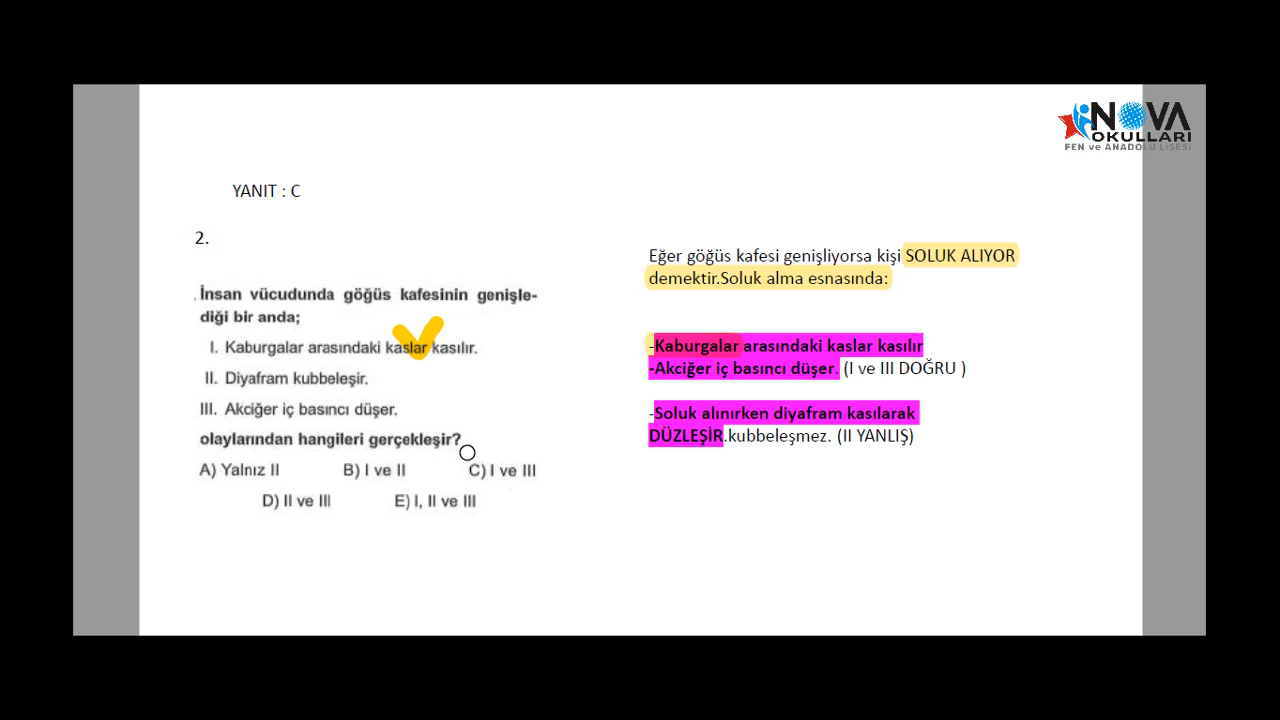 NOVA
OKULLARI
FEN ve ANADOLU LİSESİ
YANIT : C
2.
İnsan vücudunda göğüs kafesinin genişle-
diği bir anda;
I. Kaburgalar arasındaki kaslar kasılır.
II. Diyafram kubbeleşir.
III. Akciğer iç basıncı düşer.
olaylarından hangileri gerçekleşir?
A) Yalnız II B) I ve II C) I ve III
D) II ve III E) I, II ve III
Eğer göğüs kafesi genişliyorsa kişi SOLUK ALIYOR
demektir.Soluk alma esnasında:
-Kaburgalar arasındaki kaslar kasılır
-Akciğer iç basıncı düşer. (I ve III DOĞRU )
-Soluk alınırken diyafram kasılarak
DÜZLEŞİR.kubbeleşmez. (II YANLIŞ)